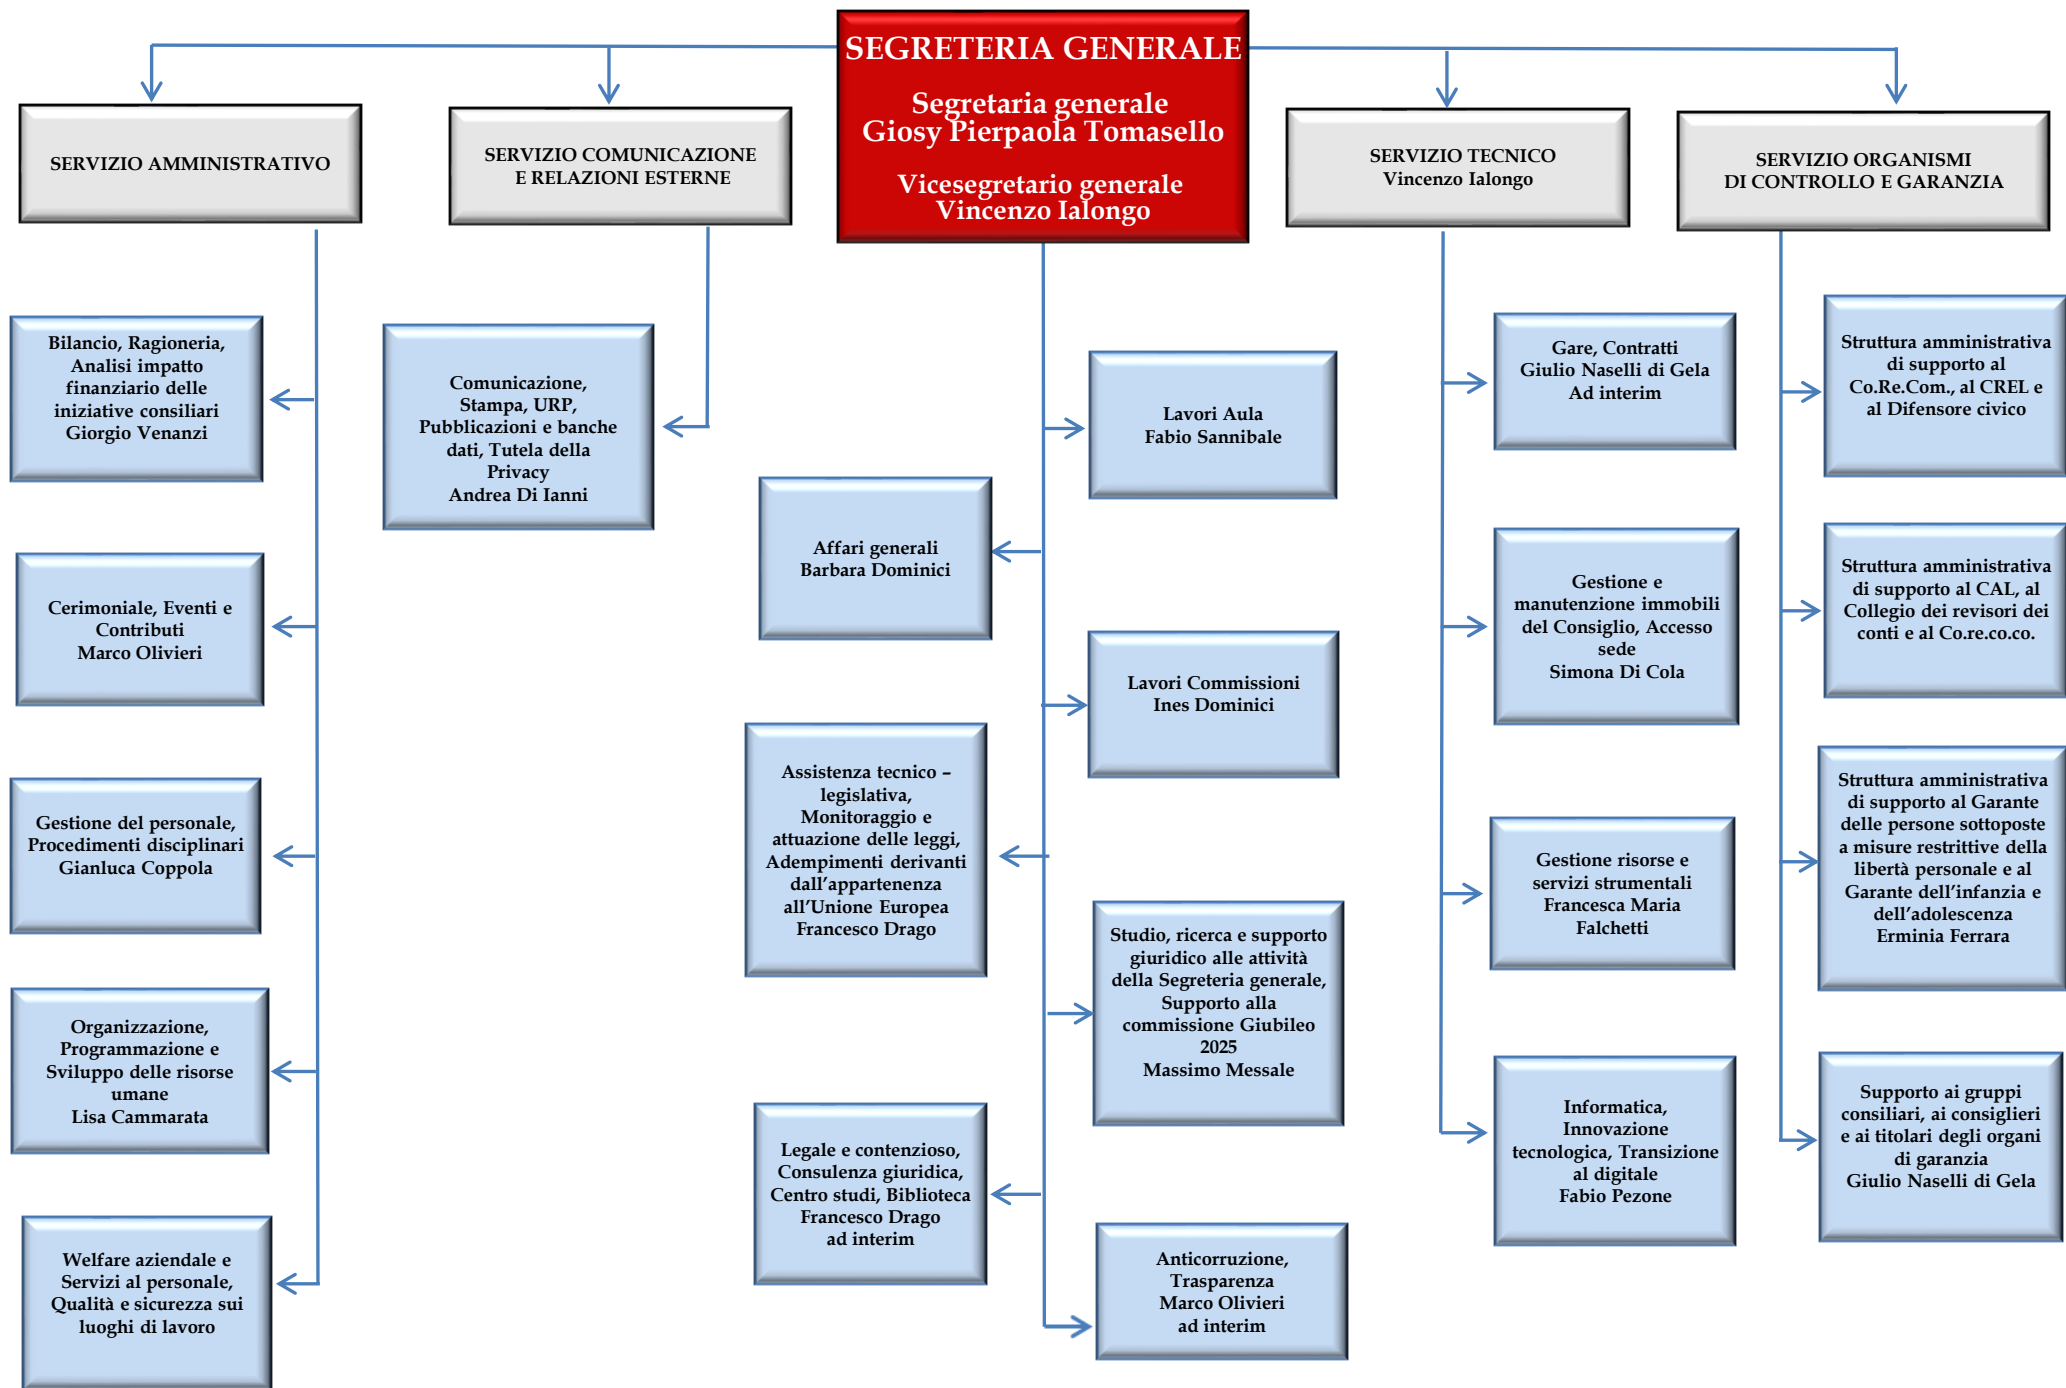 SEGRETERIA GENERALE
Segretaria generale
Giosy Pierpaola Tomasello
Vicesegretario generale
Vincenzo Ialongo
SERVIZIO AMMINISTRATIVO
SERVIZIO COMUNICAZIONE
E RELAZIONI ESTERNE
SERVIZIO TECNICO
Vincenzo Ialongo
SERVIZIO ORGANISMI
DI CONTROLLO E GARANZIA
Bilancio, Ragioneria,
Analisi impatto
finanziario delle
iniziative consiliari
Giorgio Venanzi
Cerimoniale, Eventi e
Contributi
Marco Olivieri
Gestione del personale,
Procedimenti disciplinari
Gianluca Coppola
Organizzazione,
Programmazione e
Sviluppo delle risorse
umane
Lisa Cammarata
Welfare aziendale e
Servizi al personale,
Qualità e sicurezza sui
luoghi di lavoro
Comunicazione,
Stampa, URP,
Pubblicazioni e banche
dati, Tutela della
Privacy
Andrea Di Ianni
Lavori Aula
Fabio Sannibale
Affari generali
Barbara Dominici
Lavori Commissioni
Ines Dominici
Assistenza tecnico –
legislativa,
Monitoraggio e
attuazione delle leggi,
Adempimenti derivanti
dall’appartenenza
all’Unione Europea
Francesco Drago
Studio, ricerca e supporto
giuridico alle attività
della Segreteria generale,
Supporto alla
commissione Giubileo
2025
Massimo Messale
Legale e contenzioso,
Consulenza giuridica,
Centro studi, Biblioteca
Francesco Drago
ad interim
Anticorruzione,
Trasparenza
Marco Olivieri
ad interim
Gare, Contratti
Giulio Naselli di Gela
Ad interim
Gestione e
manutenzione immobili
del Consiglio, Accesso
sede
Simona Di Cola
Gestione risorse e
servizi strumentali
Francesca Maria
Falchetti
Informatica,
Innovazione
tecnologica, Transizione
al digitale
Fabio Pezone
Struttura amministrativa
di supporto al
Co.Re.Com., al CREL e
al Difensore civico
Struttura amministrativa
di supporto al CAL, al
Collegio dei revisori dei
conti e al Co.re.co.co.
Struttura amministrativa
di supporto al Garante
delle persone sottoposte
a misure restrittive della
libertà personale e al
Garante dell’infanzia e
dell’adolescenza
Erminia Ferrara
Supporto ai gruppi
consiliari, ai consiglieri
e ai titolari degli organi
di garanzia
Giulio Naselli di Gela